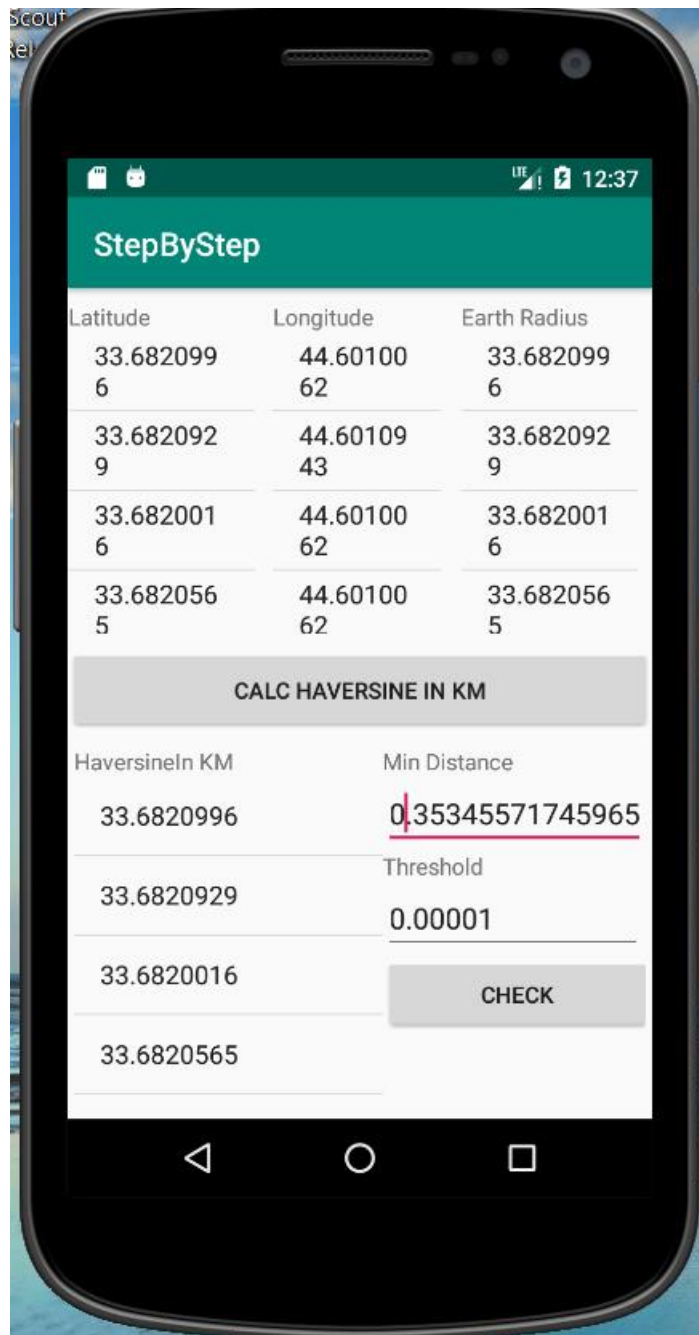 Scout
Rel
LTE 12:37
StepByStep
Latitude Longitude Earth Radius
33.682099 44.60100 33.682099
6 62 6
33.682092 44.60109 33.682092
9 43 9
33.682001 44.60100 33.682001
6 62 6
33.682056 44.60100 33.682056
5 62 5
CALC HAVERSINE IN KM
HaversineIn KM Min Distance
33.6820996 0.35345571745965
Threshold
33.6820929 0.00001
33.6820016 CHECK
33.6820565